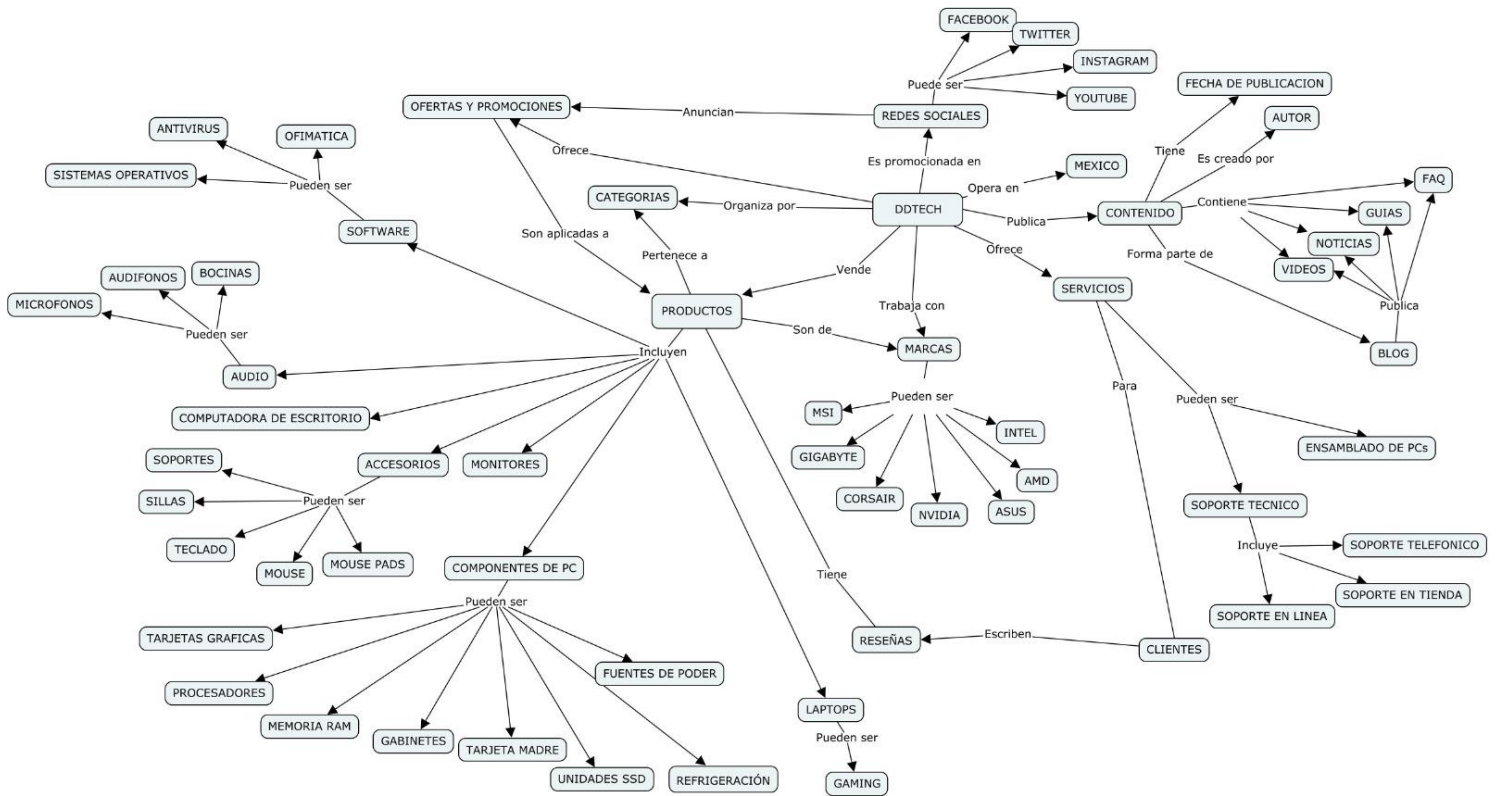 FACEBOOK
TWITTER
INSTAGRAM
Puede ser
YOUTUBE
FECHA DE PUBLICACION
OFERTAS Y PROMOCIONES
Anuncian
REDES SOCIALES
AUTOR
ANTIVIRUS
OFIMATICA
Ofrece
Es promocionada en
Tiene
Es creado por
SISTEMAS OPERATIVOS
Pueden ser
MEXICO
Opera en
FAQ
CATEGORIAS
Organiza por
DDTECH
Publica
CONTENIDO
Contiene
GUIAS
SOFTWARE
Son aplicadas a
Pertenece a
Ofrece
Forma parte de
NOTICIAS
VIDEOS
AUDIFONOS
BOCINAS
Vende
SERVICIOS
MICROFONOS
Pueden ser
PRODUCTOS
Trabaja con
Publica
Son de
MARCAS
BLOG
Incluyen
AUDIO
Para
COMPUTADORA DE ESCRITORIO
MSI
Pueden ser
Pueden ser
INTEL
GIGABYTE
ENSAMBLADO DE PCs
SOPORTES
ACCESORIOS
MONITORES
AMD
CORSAIR
NVIDIA
ASUS
SILLAS
Pueden ser
SOPORTE TECNICO
TECLADO
MOUSE
MOUSE PADS
COMPONENTES DE PC
Tiene
Incluye
SOPORTE TELEFONICO
Pueden ser
SOPORTE EN TIENDA
SOPORTE EN LINEA
TARJETAS GRAFICAS
RESEÑAS
Escriben
CLIENTES
FUENTES DE PODER
PROCESADORES
LAPTOPS
MEMORIA RAM
GABINETES
TARJETA MADRE
Pueden ser
UNIDADES SSD
REFRIGERACIÓN
GAMING